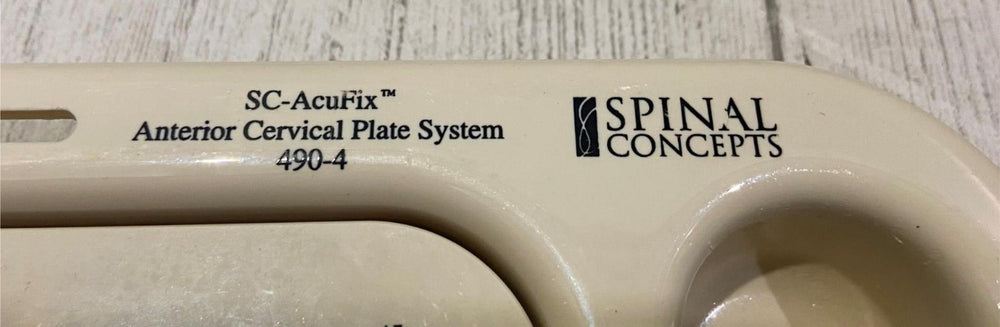 SC-AcuFix™
Anterior Cervical Plate System
490-4
SPINAL
CONCEPTS